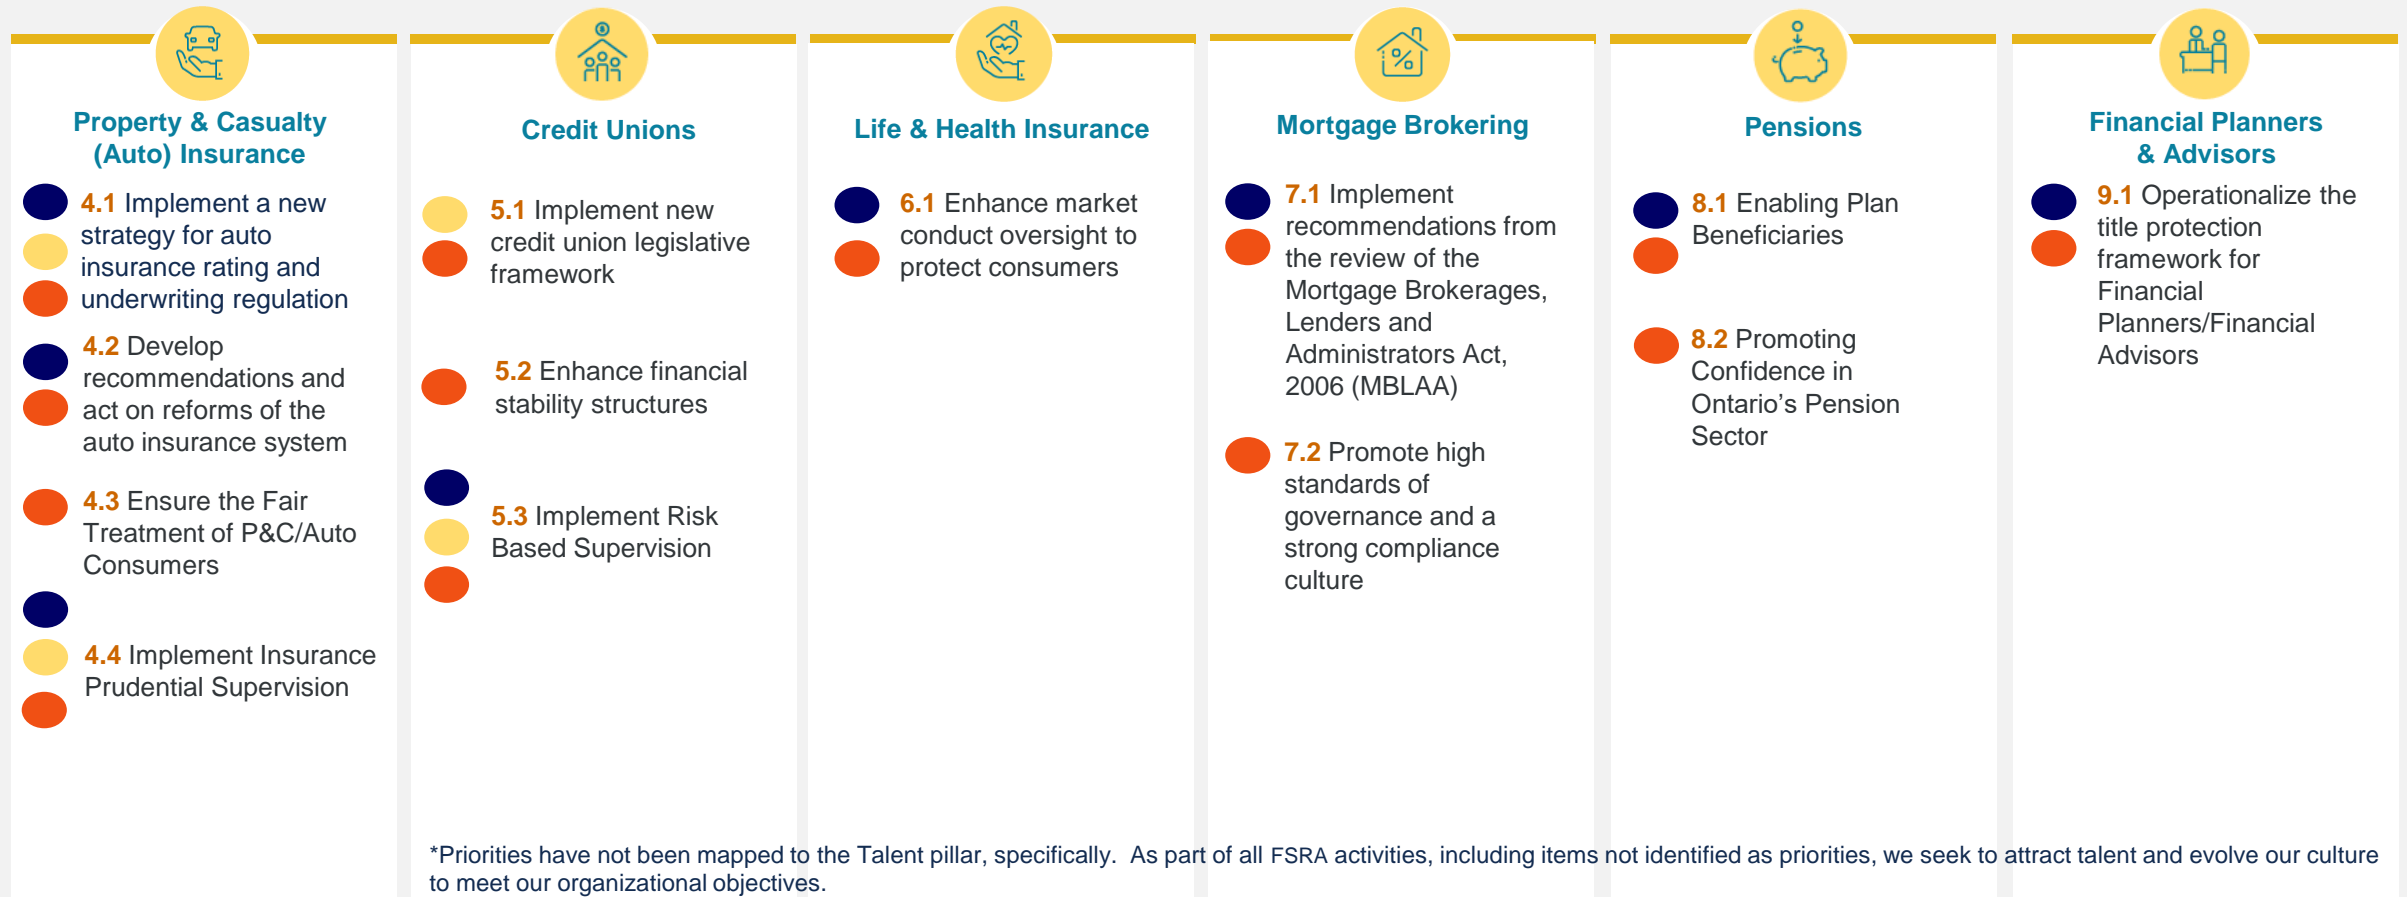 Property & Casualty
(Auto) Insurance
4.1 Implement a new
strategy for auto
insurance rating and
underwriting regulation
4.2 Develop
recommendations and
act on reforms of the
auto insurance system
4.3 Ensure the Fair
Treatment of P&C/Auto
Consumers
4.4 Implement Insurance
Prudential Supervision
Credit Unions
5.1 Implement new
credit union legislative
framework
5.2 Enhance financial
stability structures
5.3 Implement Risk
Based Supervision
Life & Health Insurance
6.1 Enhance market
conduct oversight to
protect consumers
Mortgage Brokering
%
7.1 Implement
recommendations from
the review of the
Mortgage Brokerages,
Lenders and
Administrators Act,
2006 (MBLAA)
7.2 Promote high
standards of
governance and a
strong compliance
culture
Pensions
8.1 Enabling Plan
Beneficiaries
8.2 Promoting
Confidence in
Ontario’s Pension
Sector
Financial Planners
& Advisors
9.1 Operationalize the
title protection
framework for
Financial
Planners/Financial
Advisors
*Priorities have not been mapped to the Talent pillar, specifically.  As part of all FSRA activities, including items not identified as priorities, we seek to attract talent and evolve our culture
to meet our organizational objectives.